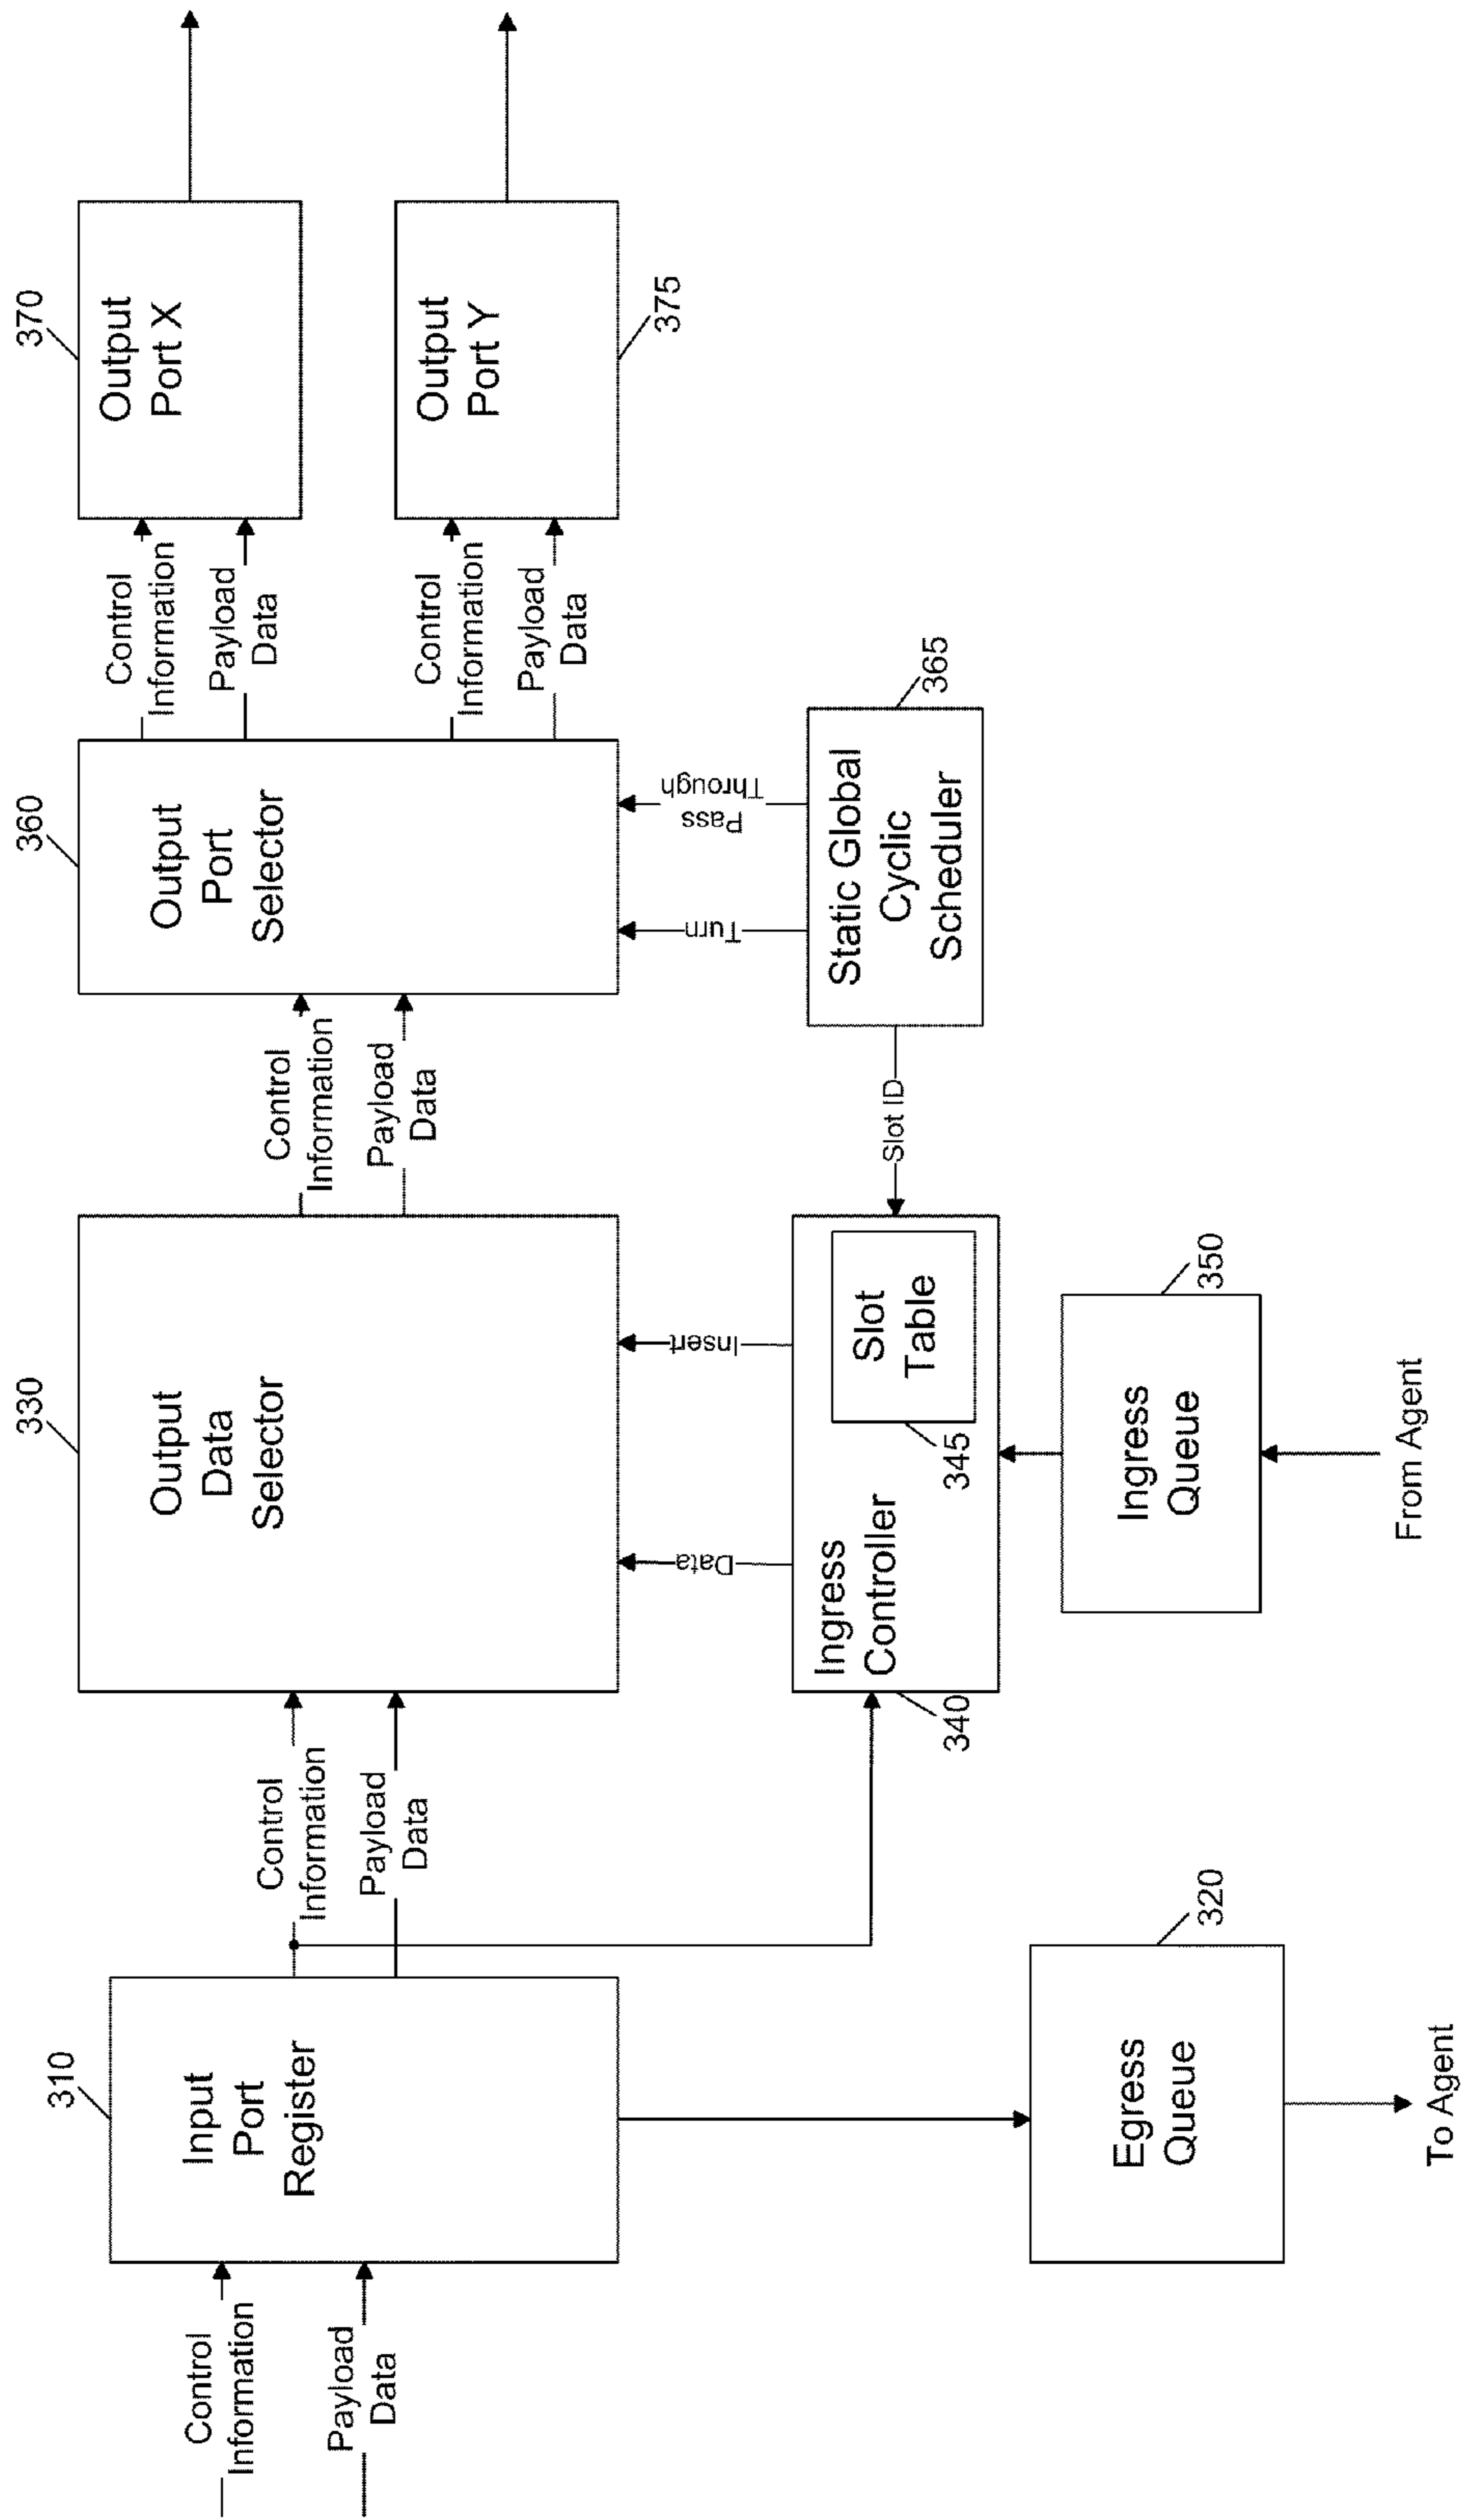 Control
Information
Payload
Data
310
Input
Port
Register
Control
Information
Payload
Data
330
Output
Data
Selector
Control
Information
Payload
Data
360
Output
Port
Selector
Control
Information
Payload
Data
Control
Information
Payload
Data
370
Output
Port X
Output
Port Y
375
Data
Insert
Turn
Pass
Through
Ingress
Controller
340
Slot
Table
345
Slot ID
Static Global
Cyclic
Scheduler
365
320
Egress
Queue
To Agent
350
Ingress
Queue
From Agent